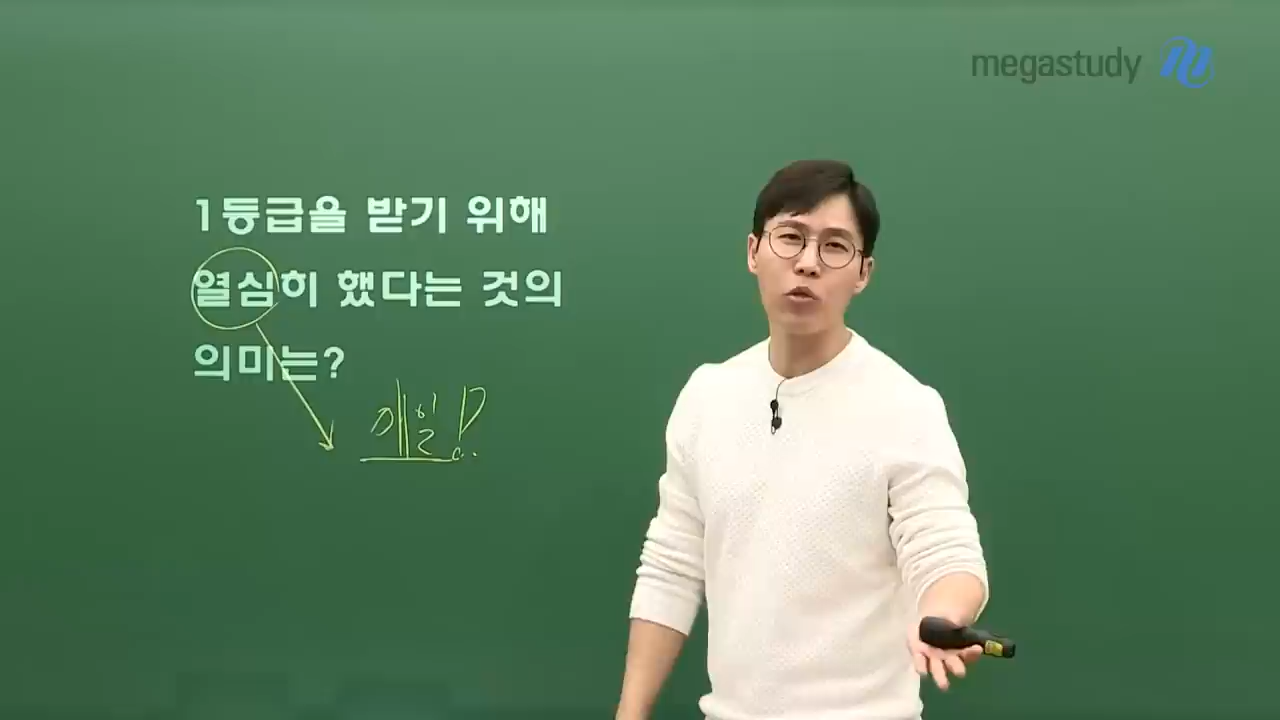 megastudy
1등급을 받기 위해
열심히 했다는 것의
의미는?